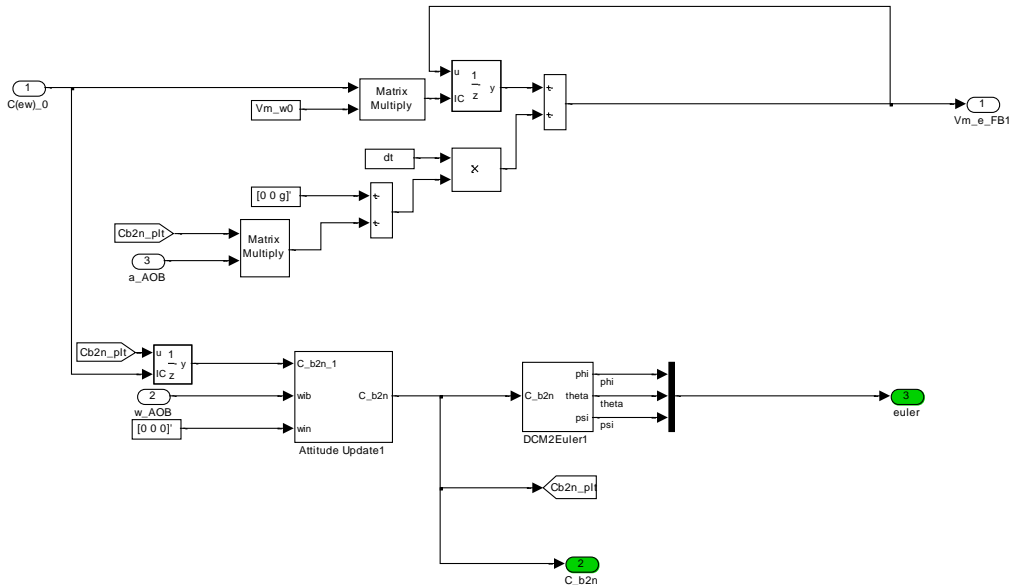 1
C(ew)_0
Vm_w0
Matrix
Multiply
u
IC
1
z
y
+
+
1
Vm_e_FB1
dt
x
[0 0 g]'
+
+
Cb2n_plt
3
a_AOB
Matrix
Multiply
Cb2n_plt
u
IC
1
z
y
2
w_AOB
[0 0 0]'
C_b2n_1
wib
win
C_b2n
Attitude Update1
C_b2n
phi
theta
psi
DCM2Euler1
phi
theta
psi
3
euler
Cb2n_plt
2
C_b2n